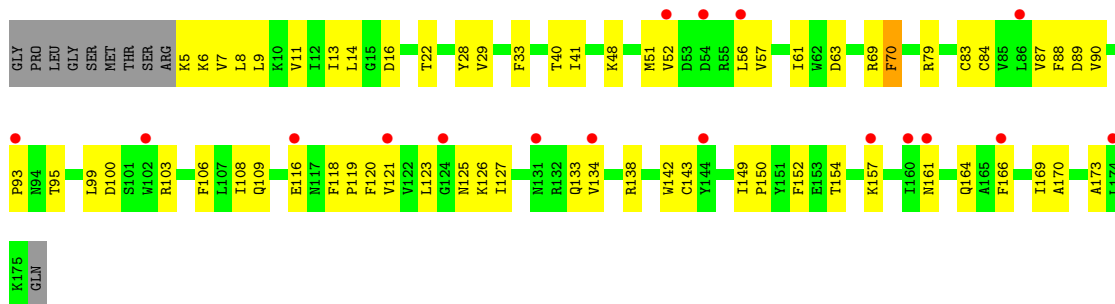 GLY PRO LEU GLY SER MET THR SER ARG K5 K6 V7 L8 L9 K10 V11 I12 I13 L14 G15 D16 T22 Y28 V29 F33 T40 I41 K48 M51 V52 D53 D54 R55 L56 V57 I61 W62 D63 R69 F70 R79 C83 C84 V85 L86 V87 F88 D89 V90
P93 N94 T95 L99 D100 S101 W102 R103 F106 L107 I108 Q109 E116 N117 F118 P119 F120 V121 V122 L123 G124 N125 K126 I127 N131 R132 Q133 V134 R138 W142 C143 Y144 I149 P150 Y151 F152 E153 T154 K157 I160 N161 Q164 A165 F166 I169 A170 A173 L174
K175 GLN